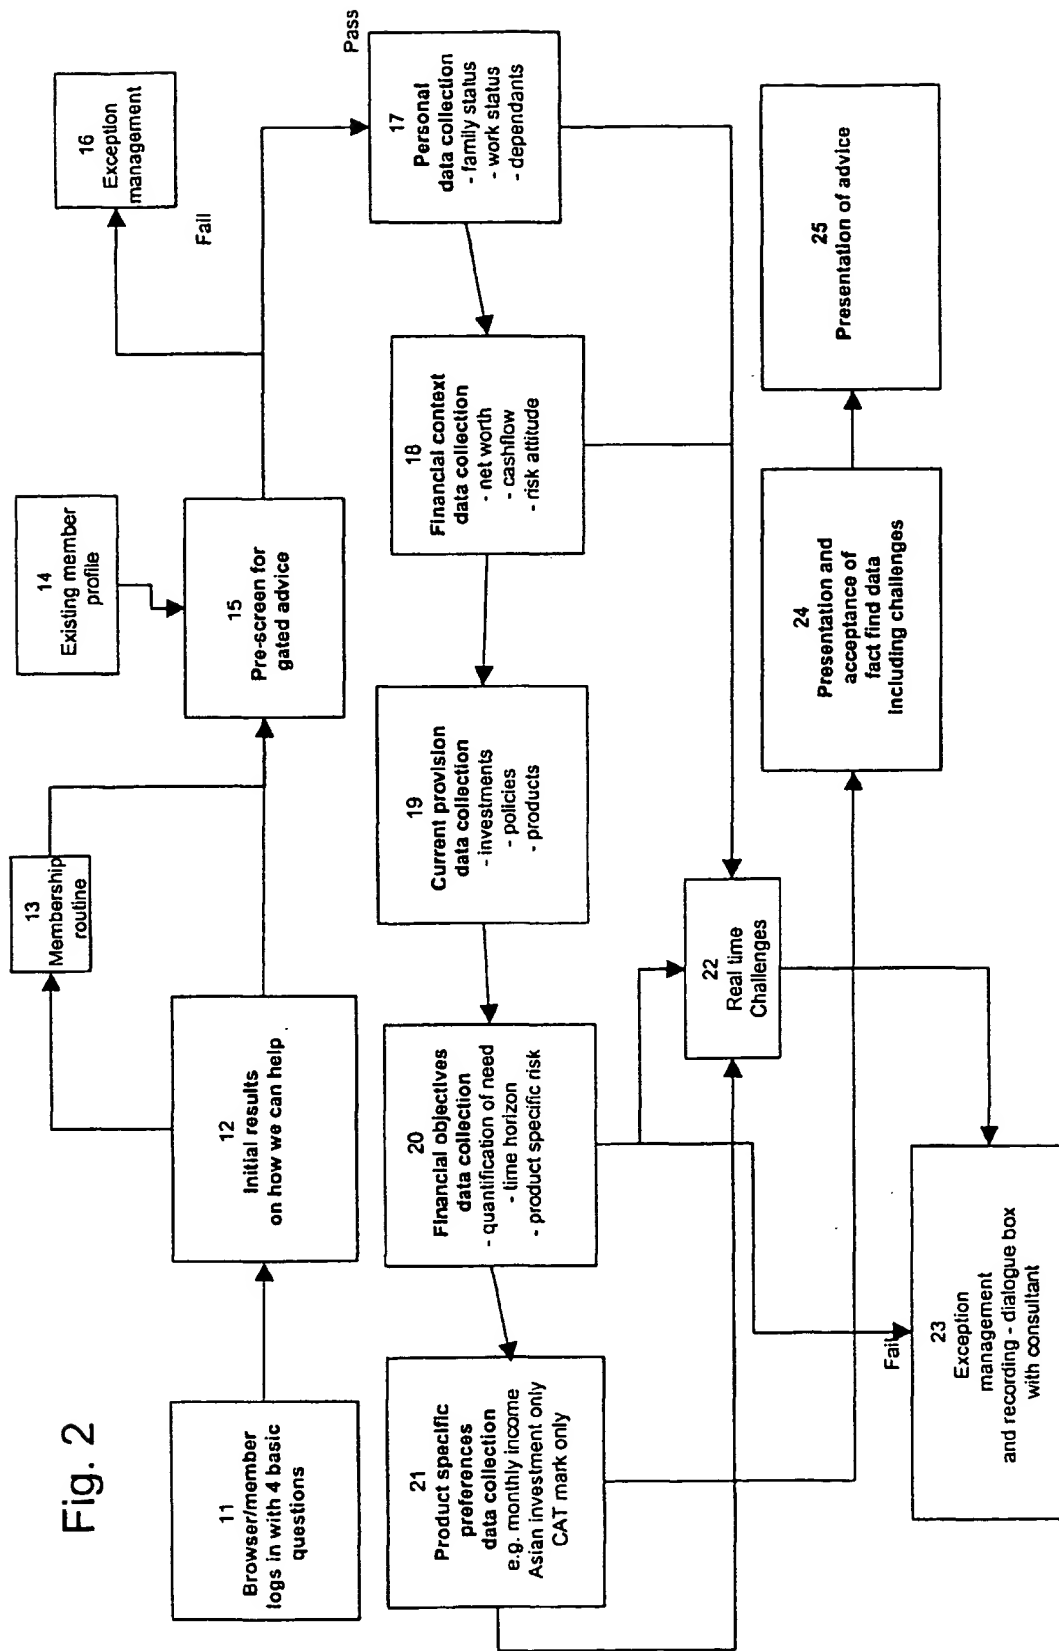 Fig. 2
11
Browser/member
logs in with 4 basic
questions
12
Initial results
on how we can help
13
Membership
routine
14
Existing member
profile
15
Pre-screen for
gated advice
16
Exception
management
Fail
Pass
17
Personal
data collection
- family status
- work status
- dependants
18
Financial context
data collection
- net worth
- cashflow
- risk attitude
19
Current provision
data collection
- investments
- policies
- products
20
Financial objectives
data collection
- quantification of need
- time horizon
- product specific risk
21
Product specific
preferences
data collection
e.g. monthly income
Asian investment only
CAT mark only
22
Real time
Challenges
Fail
23
Exception
management
and recording - dialogue box
with consultant
24
Presentation and
acceptance of
fact find data
including challenges
25
Presentation of advice